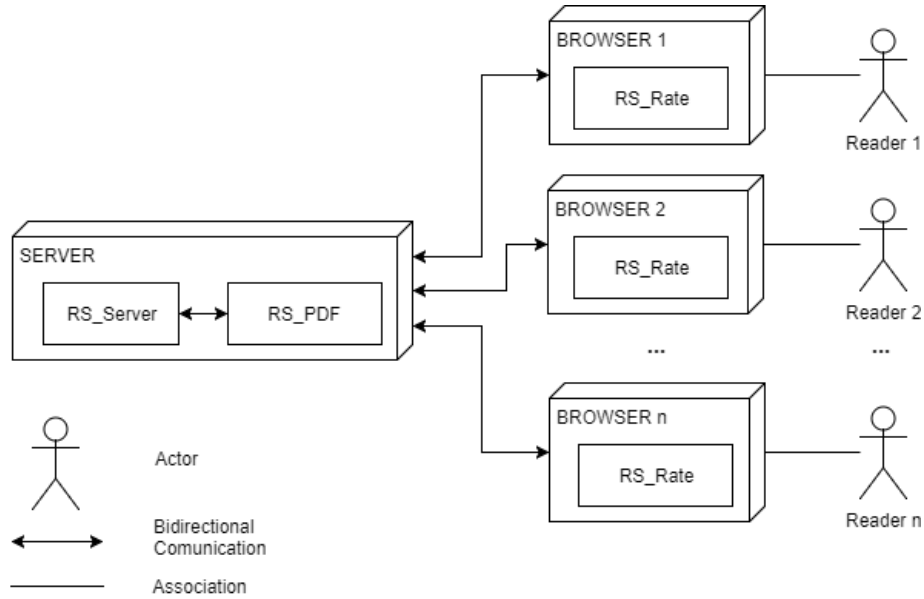 BROWSER 1
RS_Rate
Reader 1
BROWSER 2
RS_Rate
Reader 2
SERVER
RS_Server
RS_PDF
...
...
BROWSER n
RS_Rate
Reader n
Actor
Bidirectional
Comunication
Association